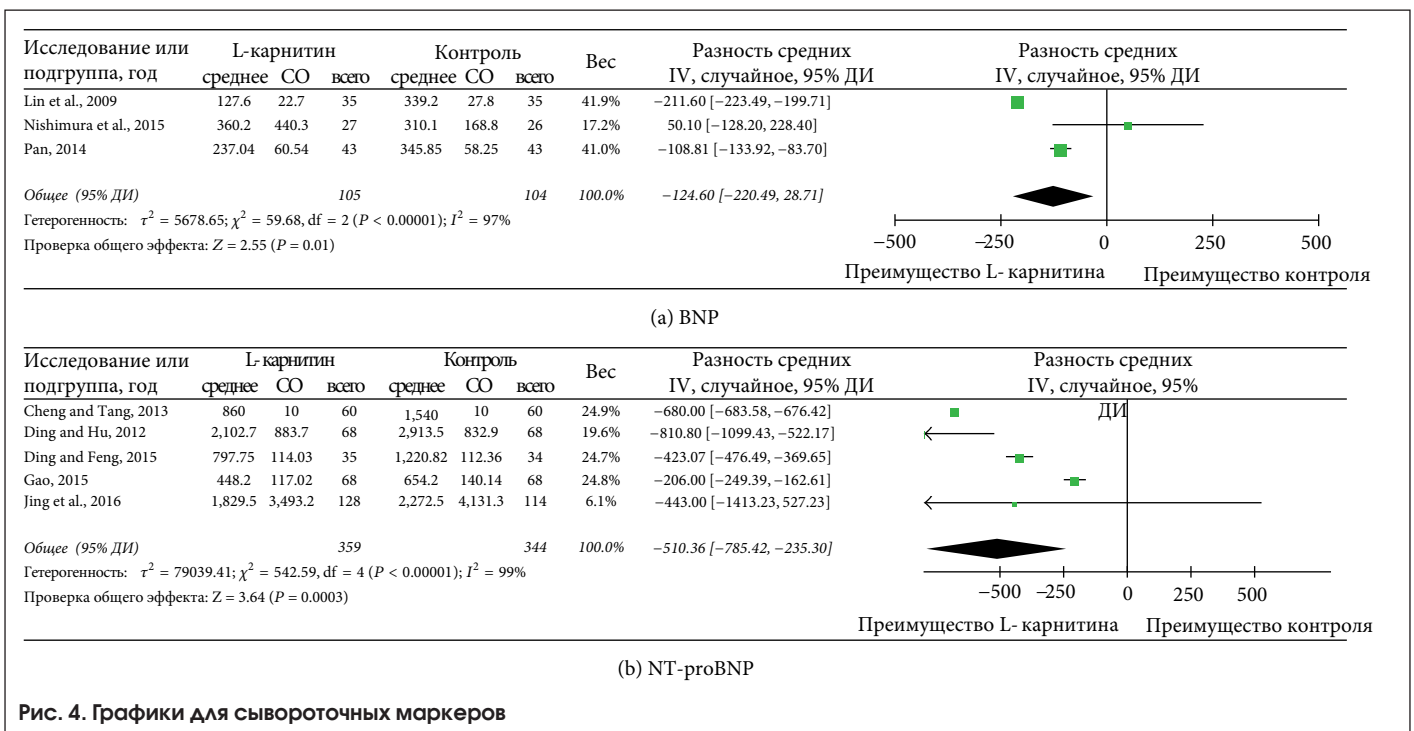 Исследование или L-карнитин Контроль Вес Разность средних Разность средних
подгруппа, год среднее СО всего среднее СО всего IV, случайное, 95% ДИ IV, случайное, 95% ДИ
Lin et al., 2009 127.6 22.7 35 339.2 27.8 35 41.9% −211.60 [−223.49, −199.71]
Nishimura et al., 2015 360.2 440.3 27 310.1 168.8 26 17.2% 50.10 [−128.20, 228.40]
Pan, 2014 237.04 60.54 43 345.85 58.25 43 41.0% −108.81 [−133.92, −83.70]
Общее (95% ДИ) 105 104 100.0% −124.60 [−220.49, 28.71]
Гетерогенность: τ² = 5678.65; χ² = 59.68, df = 2 (P < 0.00001); I² = 97%
Проверка общего эффекта: Z = 2.55 (P = 0.01)
−500 −250 0 250 500
Преимущество L- карнитина Преимущество контроля
(a) BNP
Исследование или L- карнитин Контроль Вес Разность средних Разность средних
подгруппа, год среднее СО всего среднее СО всего IV, случайное, 95% ДИ IV, случайное, 95%
ДИ
Cheng and Tang, 2013 860 10 60 1,540 10 60 24.9% −680.00 [−683.58, −676.42]
Ding and Hu, 2012 2,102.7 883.7 68 2,913.5 832.9 68 19.6% −810.80 [−1099.43, −522.17]
Ding and Feng, 2015 797.75 114.03 35 1,220.82 112.36 34 24.7% −423.07 [−476.49, −369.65]
Gao, 2015 448.2 117.02 68 654.2 140.14 68 24.8% −206.00 [−249.39, −162.61]
Jing et al., 2016 1,829.5 3,493.2 128 2,272.5 4,131.3 114 6.1% −443.00 [−1413.23, 527.23]
Общее (95% ДИ) 359 344 100.0% −510.36 [−785.42, −235.30]
Гетерогенность: τ² = 79039.41; χ² = 542.59, df = 4 (P < 0.00001); I² = 99%
Проверка общего эффекта: Z = 3.64 (P = 0.0003)
−500 −250 0 250 500
Преимущество L- карнитина Преимущество контроля
(b) NT-proBNP
Рис. 4. Графики для сывороточных маркеров